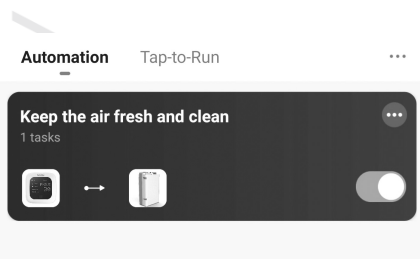 Automation Tap-to-Run
Keep the air fresh and clean
1 tasks